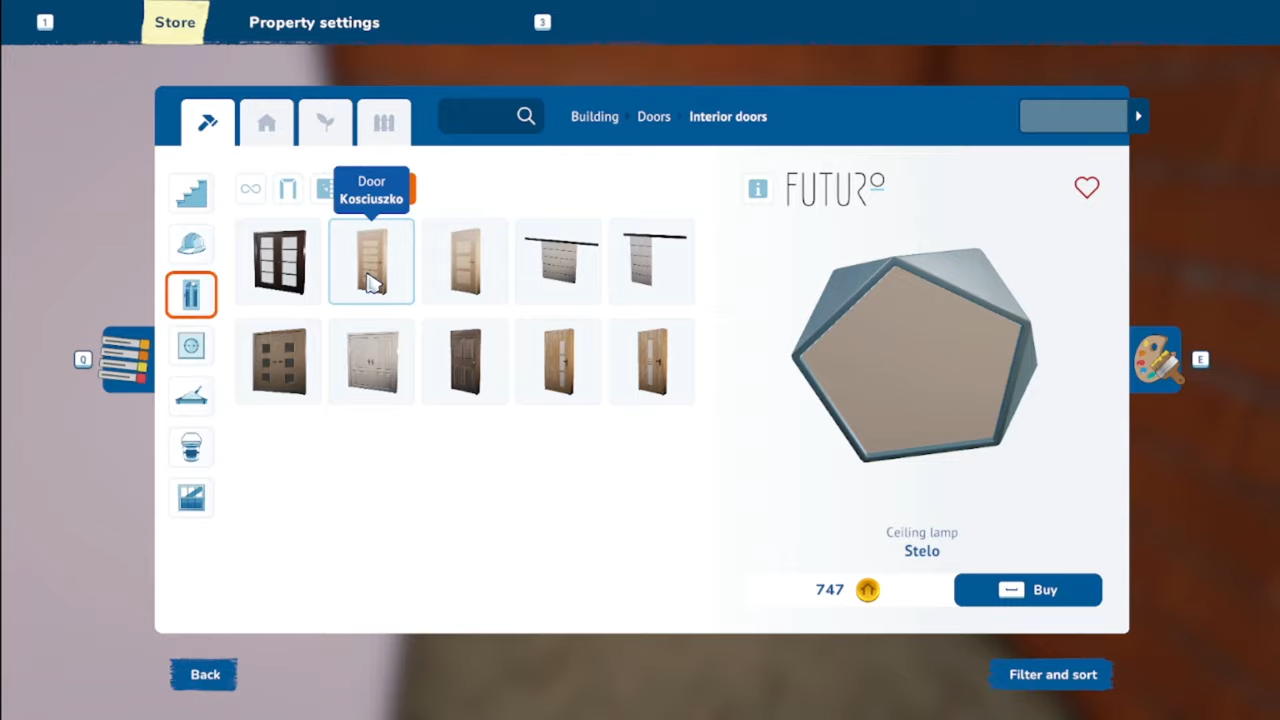 1
Store
Property settings
3
Building
Doors
Interior doors
Door
Kosciuszko
i
FUTURO
Q
E
Ceiling lamp
Stelo
747
Buy
Back
Filter and sort